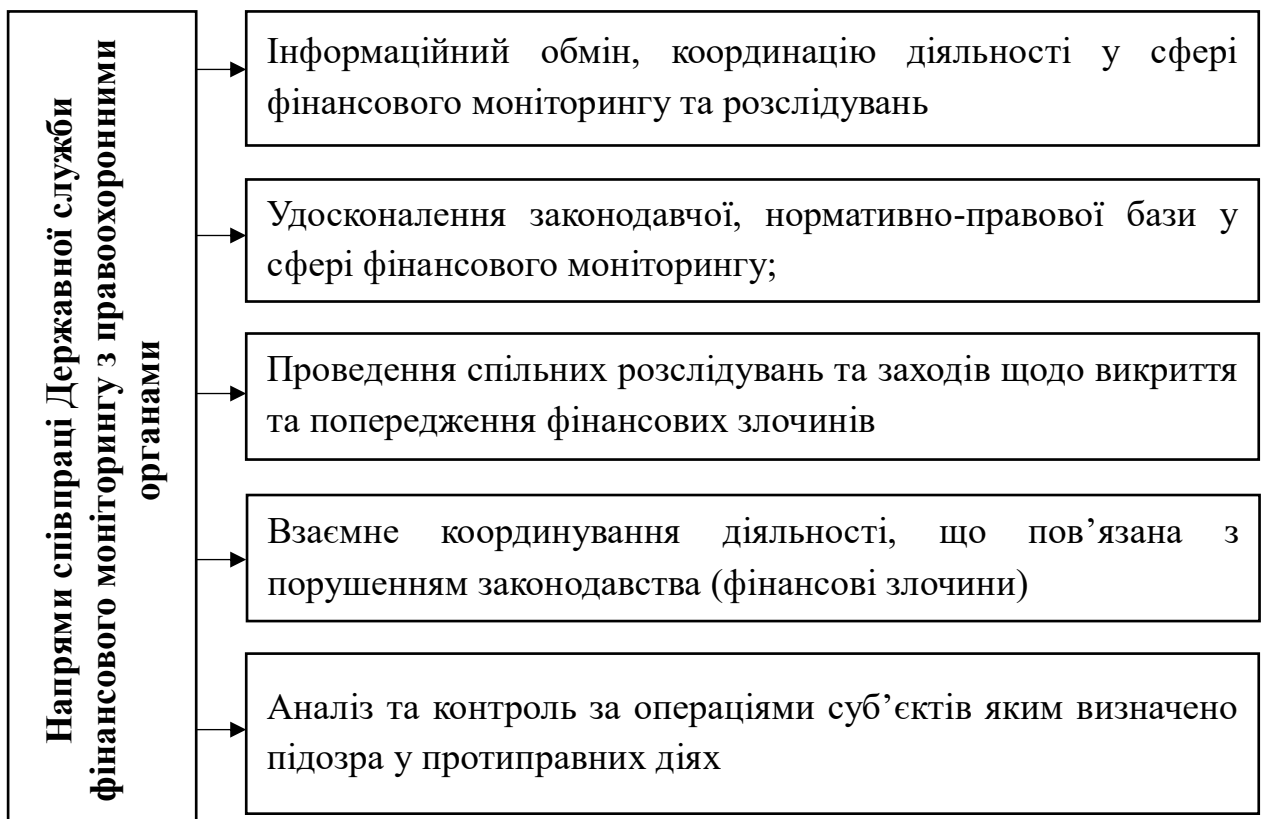 Напрями співпраці Державної служби
фінансового моніторингу з правоохоронними
органами
Інформаційний обмін, координацію діяльності у сфері
фінансового моніторингу та розслідувань
Удосконалення законодавчої, нормативно-правової бази у
сфері фінансового моніторингу;
Проведення спільних розслідувань та заходів щодо викриття
та попередження фінансових злочинів
Взаємне координування діяльності, що пов’язана з
порушенням законодавства (фінансові злочини)
Аналіз та контроль за операціями суб’єктів яким визначено
підозра у протиправних діях